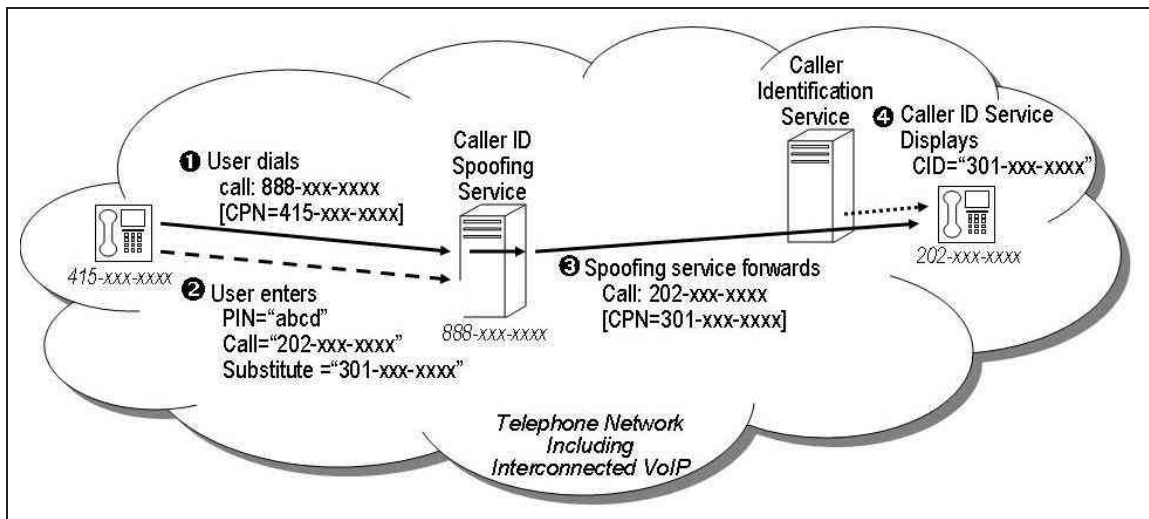 ❶ User dials
call: 888-xxx-xxxx
[CPN=415-xxx-xxxx]
415-xxx-xxxx
❷ User enters
PIN="abcd"
Call="202-xxx-xxxx"
Substitute ="301-xxx-xxxx"
Caller ID
Spoofing
Service
888-xxx-xxxx
❸ Spoofing service forwards
Call: 202-xxx-xxxx
[CPN=301-xxx-xxxx]
Caller
Identification
Service
❹ Caller ID Service
Displays
CID="301-xxx-xxxx"
202-xxx-xxxx
Telephone Network
Including
Interconnected VoIP